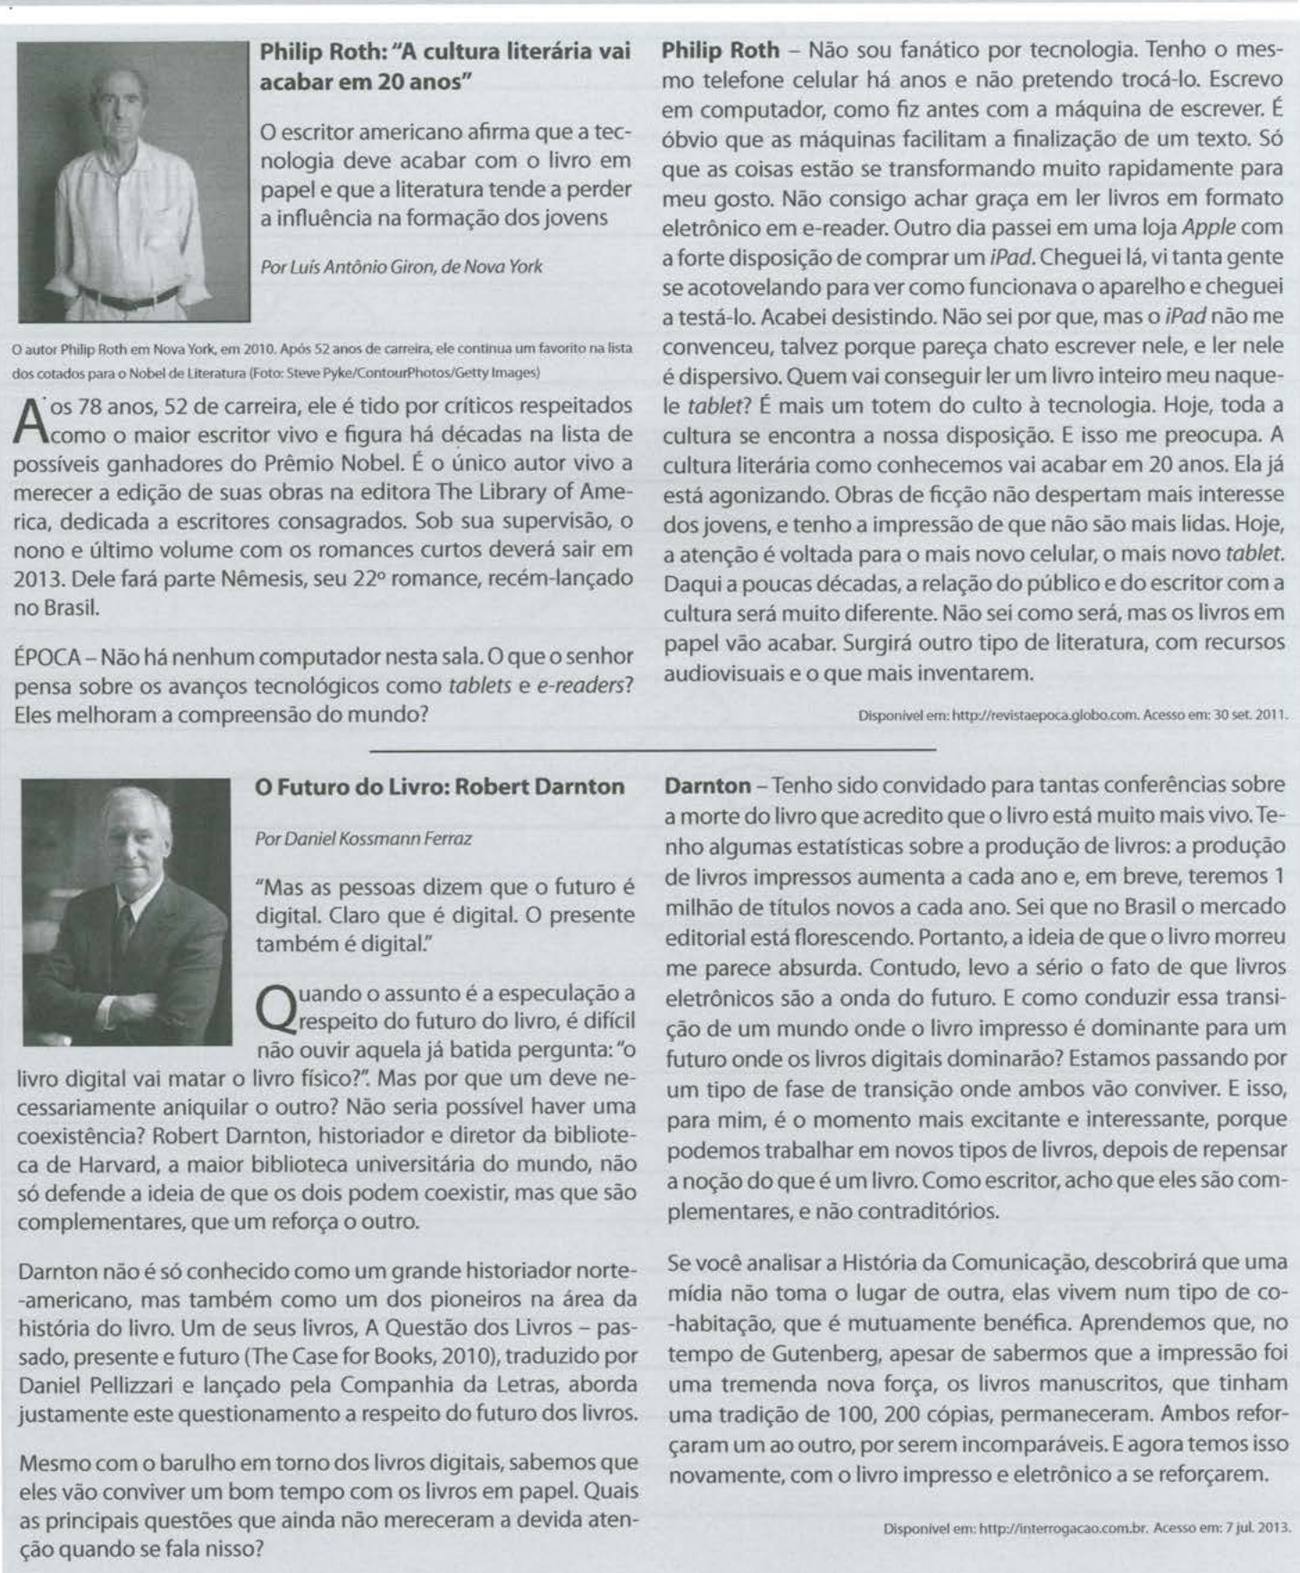 Philip Roth: “A cultura literária vai
acabar em 20 anos”
O escritor americano afirma que a tec-
nologia deve acabar com o livro em
papel e que a literatura tende a perder
a influência na formação dos jovens
Por Luís Antônio Giron, de Nova York
O autor Philip Roth em Nova York, em 2010. Após 52 anos de carreira, ele continua um favorito na lista
dos cotados para o Nobel de Literatura (Foto: Steve Pyke/ContourPhotos/Getty Images)
Aos 78 anos, 52 de carreira, ele é tido por críticos respeitados
como o maior escritor vivo e figura há décadas na lista de
possíveis ganhadores do Prêmio Nobel. É o único autor vivo a
merecer a edição de suas obras na editora The Library of Ame-
rica, dedicada a escritores consagrados. Sob sua supervisão, o
nono e último volume com os romances curtos deverá sair em
2013. Dele fará parte Nêmesis, seu 22º romance, recém-lançado
no Brasil.
ÉPOCA – Não há nenhum computador nesta sala. O que o senhor
pensa sobre os avanços tecnológicos como tablets e e-readers?
Eles melhoram a compreensão do mundo?
Philip Roth – Não sou fanático por tecnologia. Tenho o mes-
mo telefone celular há anos e não pretendo trocá-lo. Escrevo
em computador, como fiz antes com a máquina de escrever. É
óbvio que as máquinas facilitam a finalização de um texto. Só
que as coisas estão se transformando muito rapidamente para
meu gosto. Não consigo achar graça em ler livros em formato
eletrônico em e-reader. Outro dia passei em uma loja Apple com
a forte disposição de comprar um iPad. Cheguei lá, vi tanta gente
se acotovelando para ver como funcionava o aparelho e cheguei
a testá-lo. Acabei desistindo. Não sei por que, mas o iPad não me
convenceu, talvez porque pareça chato escrever nele, e ler nele
é dispersivo. Quem vai conseguir ler um livro inteiro meu naque-
le tablet? É mais um totem do culto à tecnologia. Hoje, toda a
cultura se encontra a nossa disposição. E isso me preocupa. A
cultura literária como conhecemos vai acabar em 20 anos. Ela já
está agonizando. Obras de ficção não despertam mais interesse
dos jovens, e tenho a impressão de que não são mais lidas. Hoje,
a atenção é voltada para o mais novo celular, o mais novo tablet.
Daqui a poucas décadas, a relação do público e do escritor com a
cultura será muito diferente. Não sei como será, mas os livros em
papel vão acabar. Surgirá outro tipo de literatura, com recursos
audiovisuais e o que mais inventarem.
Disponível em: http://revistaepoca.globo.com. Acesso em: 30 set. 2011.
O Futuro do Livro: Robert Darnton
Por Daniel Kossmann Ferraz
“Mas as pessoas dizem que o futuro é
digital. Claro que é digital. O presente
também é digital.”
Quando o assunto é a especulação a
respeito do futuro do livro, é difícil
não ouvir aquela já batida pergunta: “o
livro digital vai matar o livro físico?”. Mas por que um deve ne-
cessariamente aniquilar o outro? Não seria possível haver uma
coexistência? Robert Darnton, historiador e diretor da bibliote-
ca de Harvard, a maior biblioteca universitária do mundo, não
só defende a ideia de que os dois podem coexistir, mas que são
complementares, que um reforça o outro.
Darnton não é só conhecido como um grande historiador norte-
-americano, mas também como um dos pioneiros na área da
história do livro. Um de seus livros, A Questão dos Livros – pas-
sado, presente e futuro (The Case for Books, 2010), traduzido por
Daniel Pellizzari e lançado pela Companhia da Letras, aborda
justamente este questionamento a respeito do futuro dos livros.
Mesmo com o barulho em torno dos livros digitais, sabemos que
eles vão conviver um bom tempo com os livros em papel. Quais
as principais questões que ainda não mereceram a devida aten-
ção quando se fala nisso?
Darnton – Tenho sido convidado para tantas conferências sobre
a morte do livro que acredito que o livro está muito mais vivo. Te-
nho algumas estatísticas sobre a produção de livros: a produção
de livros impressos aumenta a cada ano e, em breve, teremos 1
milhão de títulos novos a cada ano. Sei que no Brasil o mercado
editorial está florescendo. Portanto, a ideia de que o livro morreu
me parece absurda. Contudo, levo a sério o fato de que livros
eletrônicos são a onda do futuro. E como conduzir essa transi-
ção de um mundo onde o livro impresso é dominante para um
futuro onde os livros digitais dominarão? Estamos passando por
um tipo de fase de transição onde ambos vão conviver. E isso,
para mim, é o momento mais excitante e interessante, porque
podemos trabalhar em novos tipos de livros, depois de repensar
a noção do que é um livro. Como escritor, acho que eles são com-
plementares, e não contraditórios.
Se você analisar a História da Comunicação, descobrirá que uma
mídia não toma o lugar de outra, elas vivem num tipo de co-
-habitação, que é mutuamente benéfica. Aprendemos que, no
tempo de Gutenberg, apesar de sabermos que a impressão foi
uma tremenda nova força, os livros manuscritos, que tinham
uma tradição de 100, 200 cópias, permaneceram. Ambos refor-
çaram um ao outro, por serem incomparáveis. E agora temos isso
novamente, com o livro impresso e eletrônico a se reforçarem.
Disponível em: http://interrogacao.com.br. Acesso em: 7 jul. 2013.